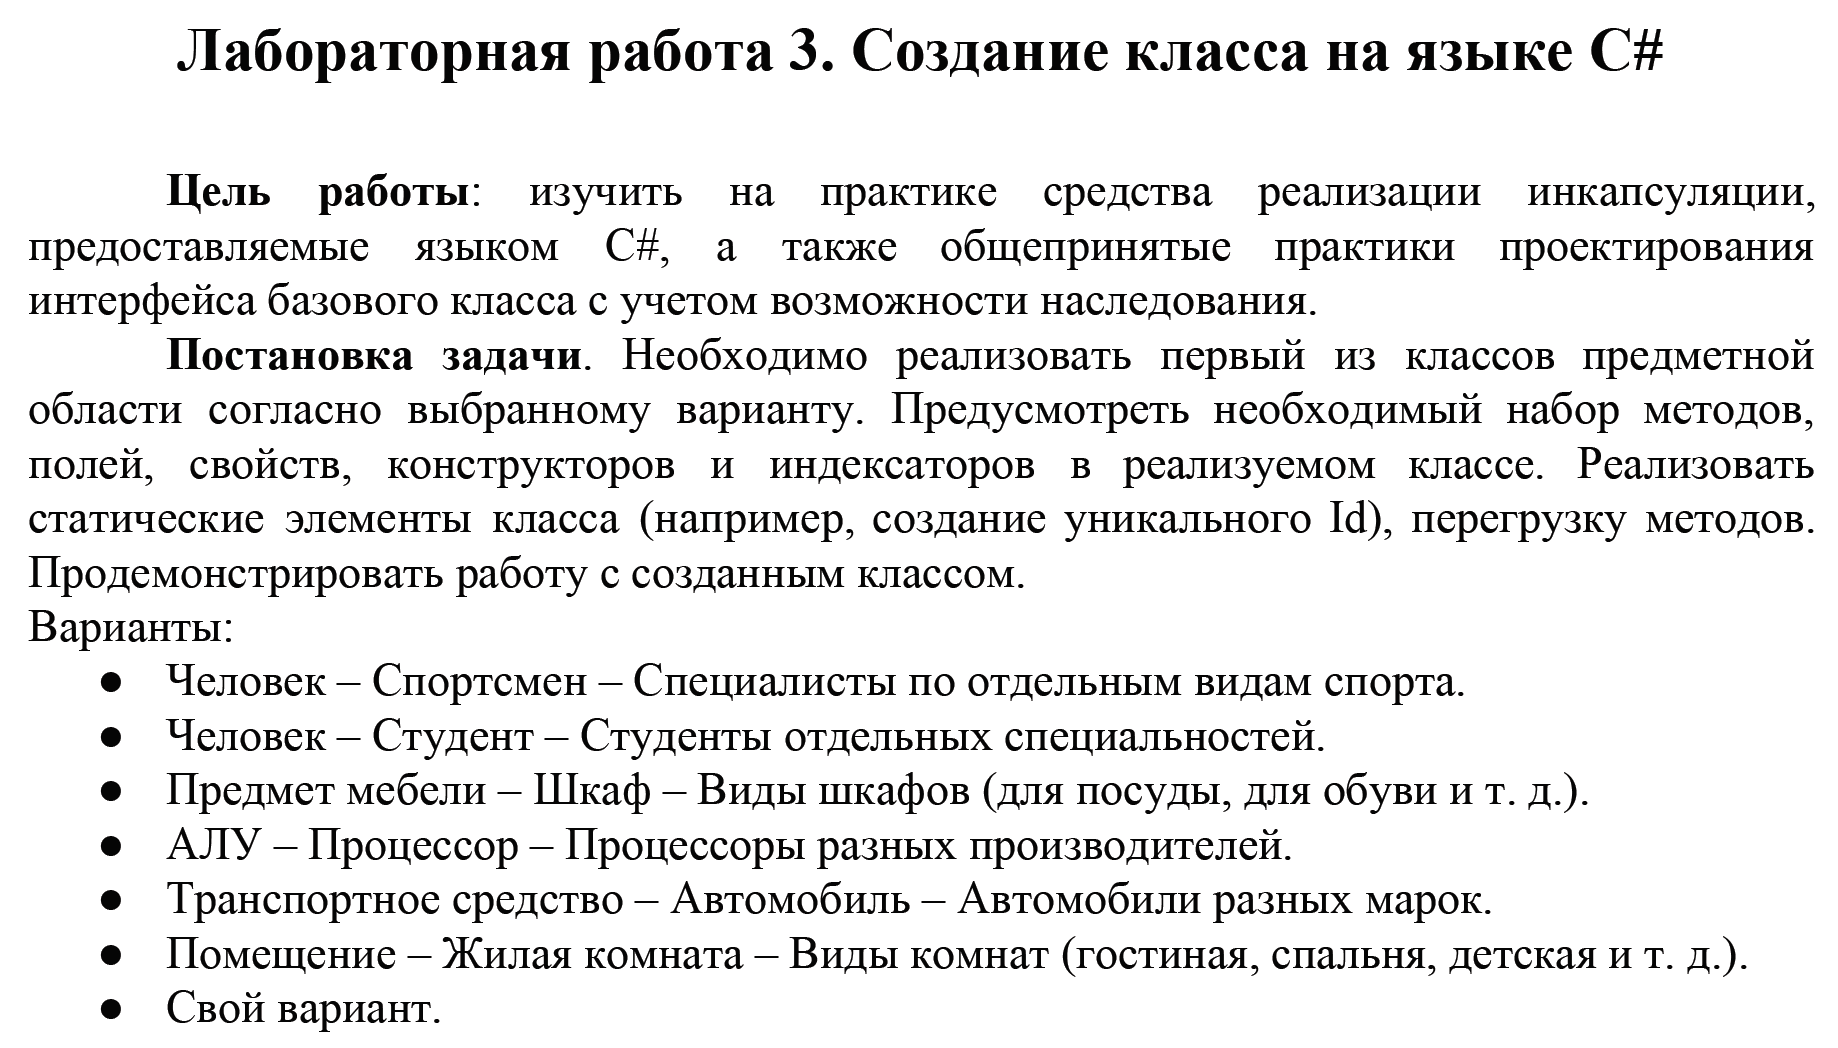 Лабораторная работа 3. Создание класса на языке C#
Цель работы: изучить на практике средства реализации инкапсуляции,
предоставляемые языком C#, а также общепринятые практики проектирования
интерфейса базового класса с учетом возможности наследования.
Постановка задачи. Необходимо реализовать первый из классов предметной
области согласно выбранному варианту. Предусмотреть необходимый набор методов,
полей, свойств, конструкторов и индексаторов в реализуемом классе. Реализовать
статические элементы класса (например, создание уникального Id), перегрузку методов.
Продемонстрировать работу с созданным классом.
Варианты:
● Человек – Спортсмен – Специалисты по отдельным видам спорта.
● Человек – Студент – Студенты отдельных специальностей.
● Предмет мебели – Шкаф – Виды шкафов (для посуды, для обуви и т. д.).
● АЛУ – Процессор – Процессоры разных производителей.
● Транспортное средство – Автомобиль – Автомобили разных марок.
● Помещение – Жилая комната – Виды комнат (гостиная, спальня, детская и т. д.).
● Свой вариант.